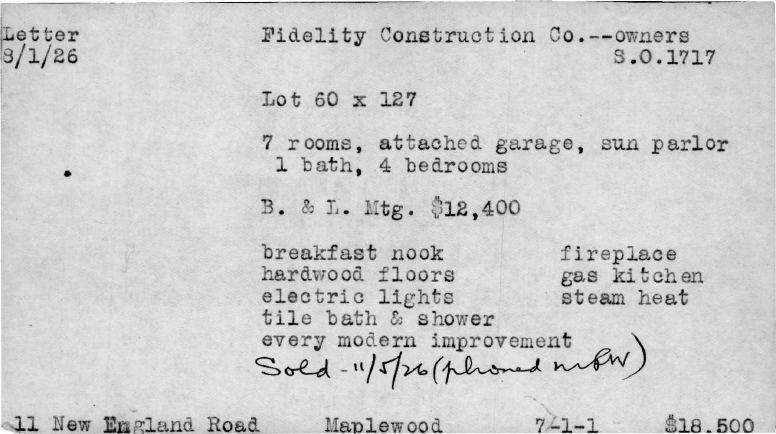 Letter Fidelity Construction Co.--owners
8/1/26 S.O.1717
Lot 60 x 127
7 rooms, attached garage, sun parlor
1 bath, 4 bedrooms
B. & L. Mtg. $12,400
breakfast nook fireplace
hardwood floors gas kitchen
electric lights steam heat
tile bath & shower
every modern improvement
Sold - 11/5/26 (phoned
11 New England Road Maplewood 7-1-1 $18,500